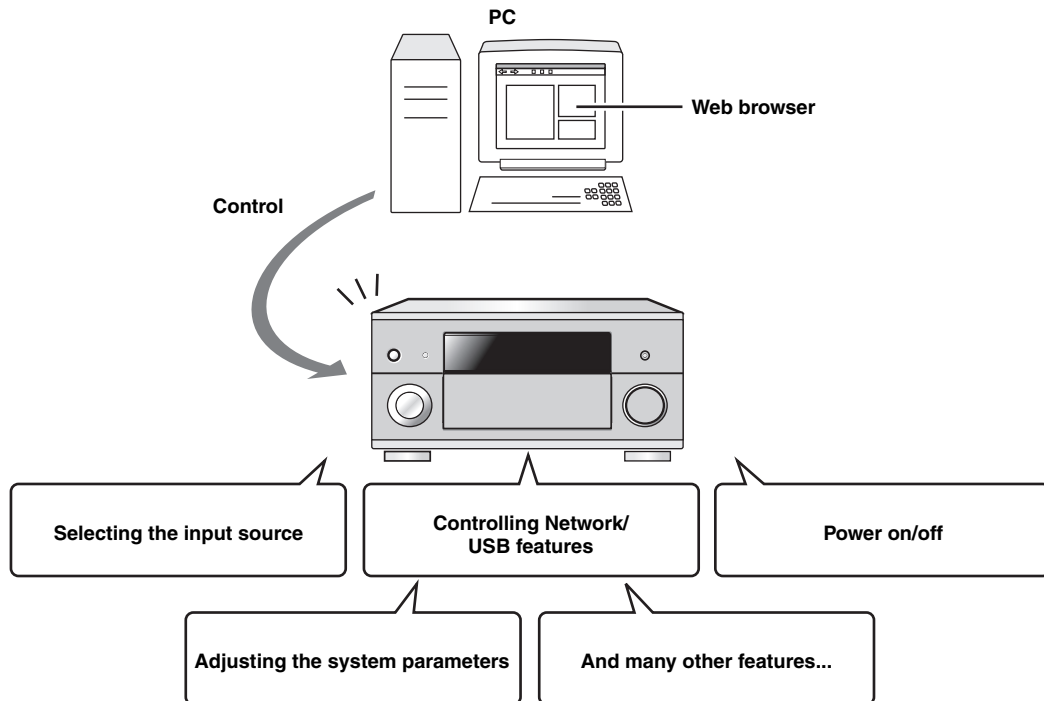 PC
Web browser
Control
Selecting the input source
Controlling Network/
USB features
Power on/off
Adjusting the system parameters
And many other features...